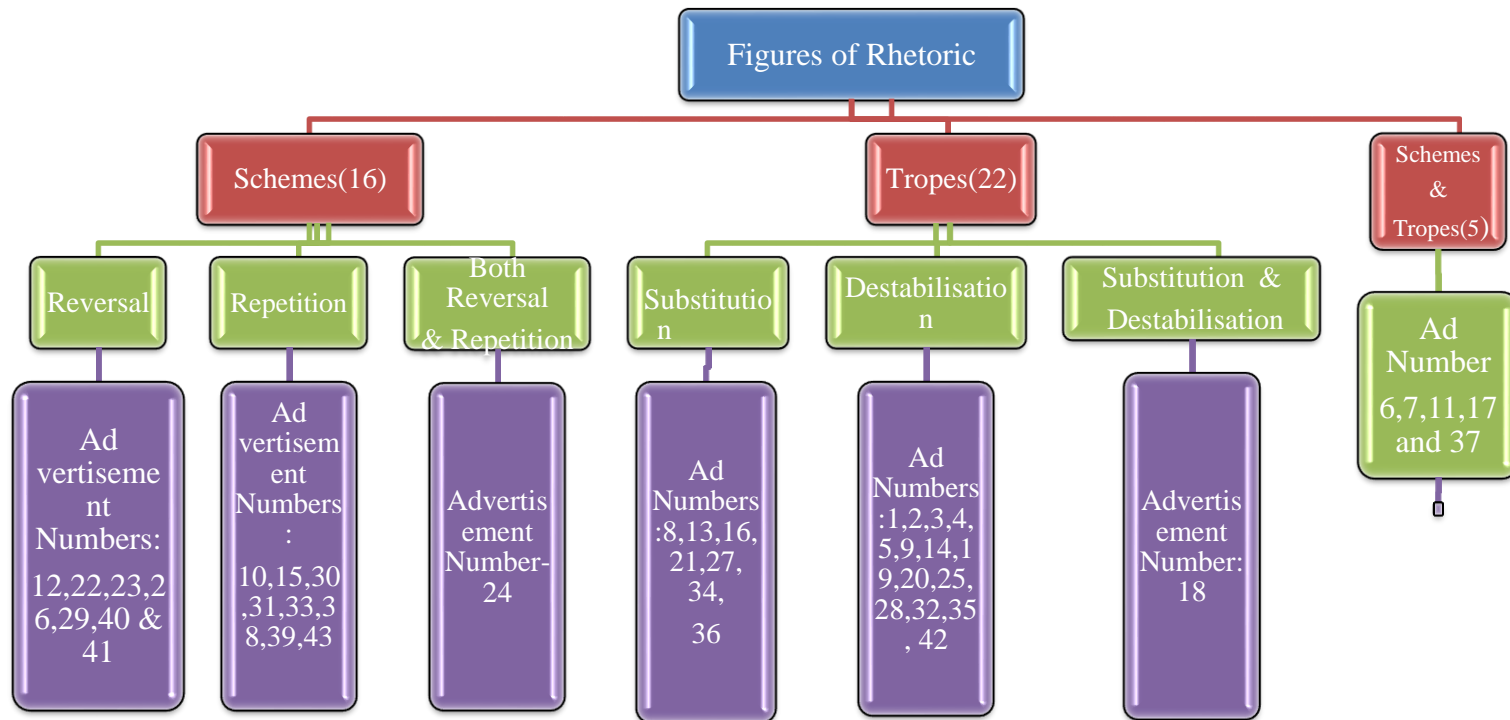 Figures of Rhetoric
Schemes(16)
Tropes(22)
Schemes
&
Tropes(5)
Reversal
Repetition
Both
Reversal
& Repetition
Substitutio
n
Destabilisatio
n
Substitution &
Destabilisation
Ad
vertiseme
nt
Numbers:
12,22,23,2
6,29,40 &
41
Ad
vertisem
ent
Numbers
:
10,15,30
,31,33,3
8,39,43
Advertis
ement
Number-
24
Ad
Numbers
:8,13,16,
21,27,
34,
36
Ad
Numbers
:1,2,3,4,
5,9,14,1
9,20,25,
28,32,35
, 42
Advertis
ement
Number:
18
Ad
Number
6,7,11,17
and 37